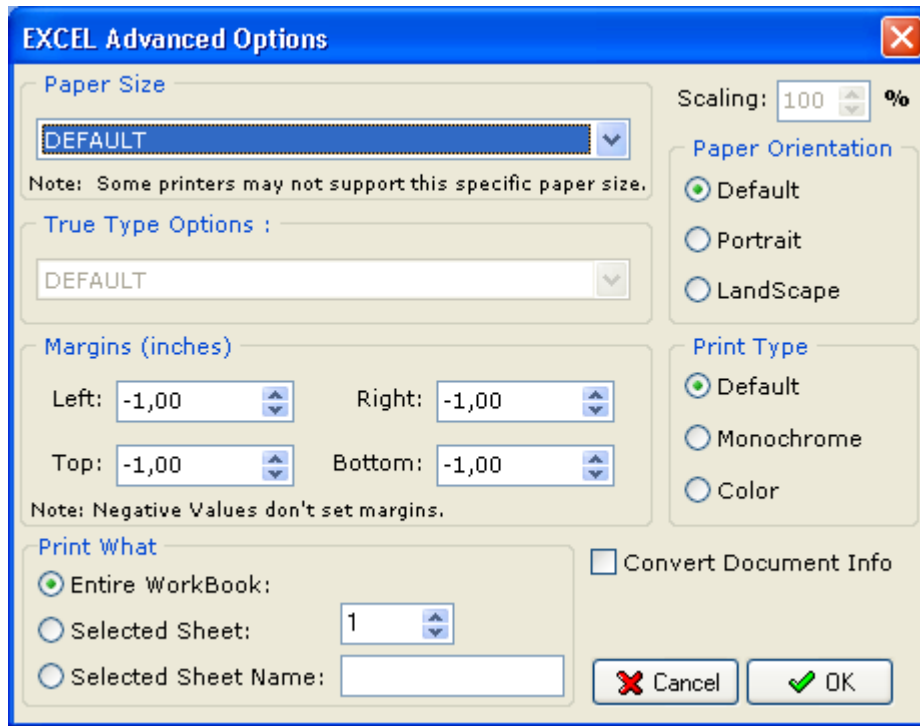 EXCEL Advanced Options
Paper Size
DEFAULT
Note: Some printers may not support this specific paper size.
Scaling: 100 %
True Type Options :
DEFAULT
Paper Orientation
Default
Portrait
LandScape
Margins (inches)
Left: -1,00 Right: -1,00
Top: -1,00 Bottom: -1,00
Note: Negative Values don't set margins.
Print Type
Default
Monochrome
Color
Print What
Entire WorkBook:
Selected Sheet: 1
Selected Sheet Name:
Convert Document Info
Cancel OK